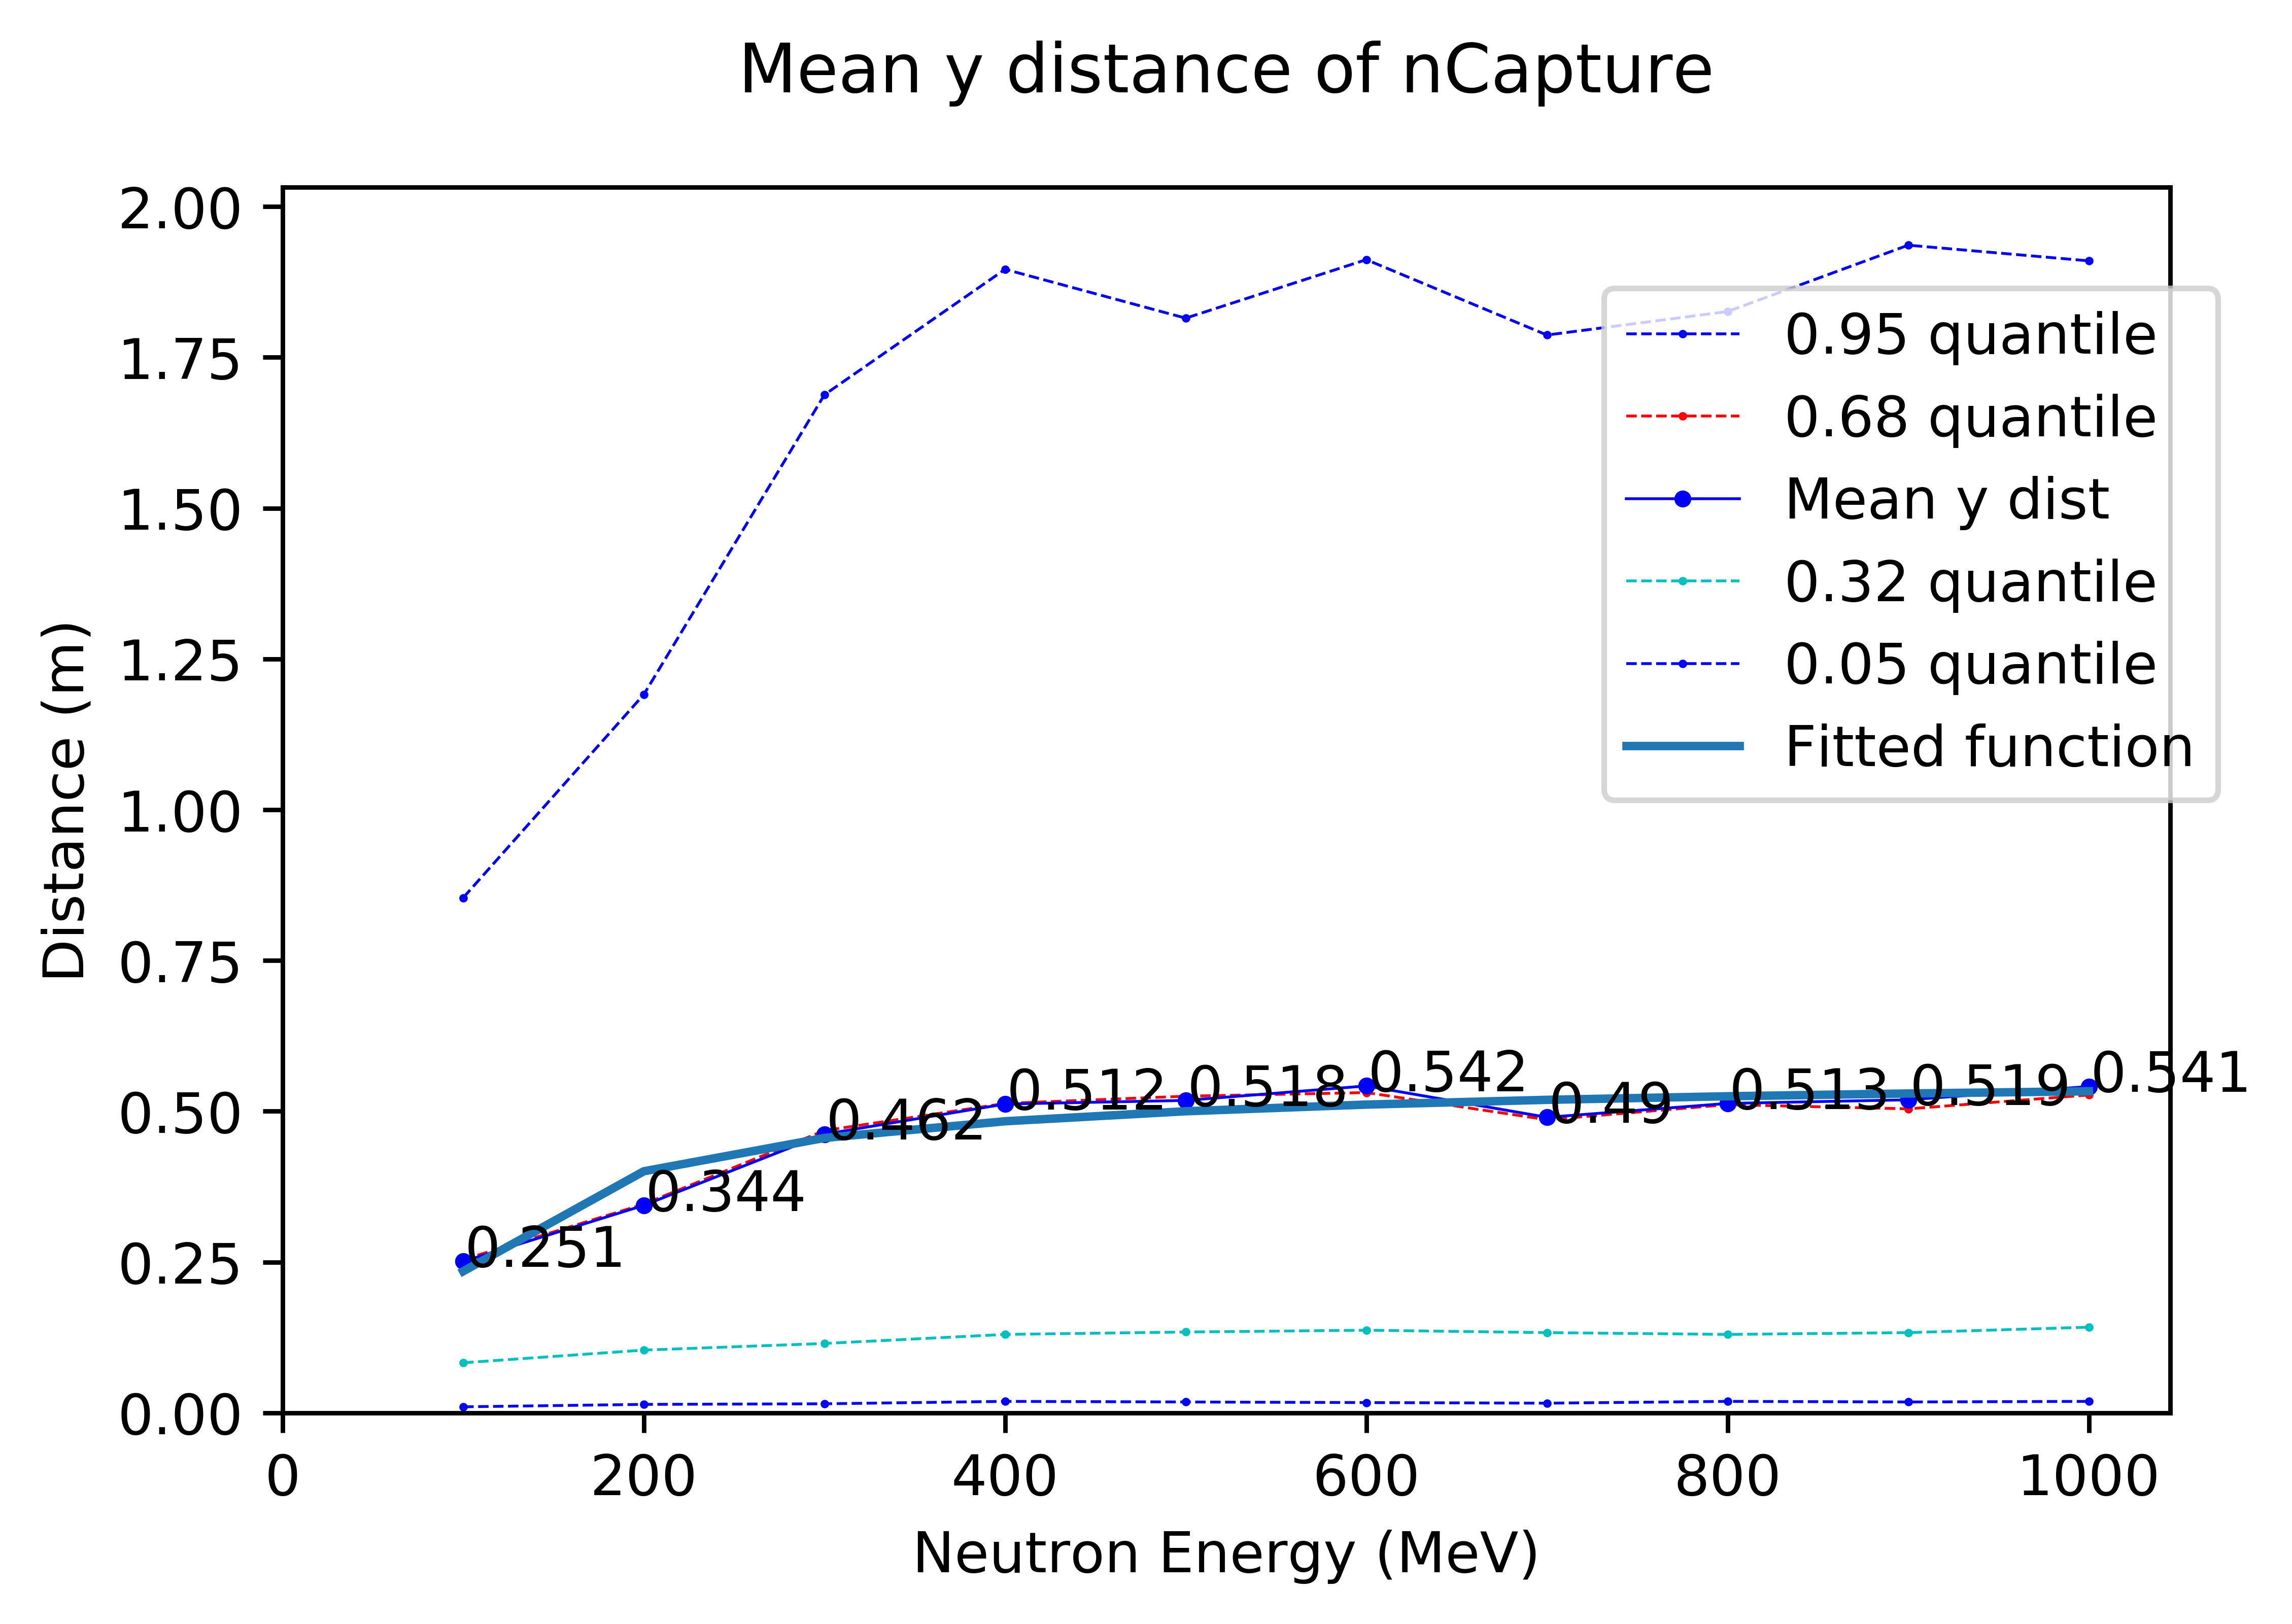 Mean y distance of nCapture
2.00
1.75
1.50
1.25
1.00
0.75
0.50
0.25
0.00
Distance (m)
0.95 quantile
0.68 quantile
Mean y dist
0.32 quantile
0.05 quantile
Fitted function
0.251
0.344
0.462
0.512
0.518
0.542
0.49
0.513
0.519
0.541
0
200
400
600
800
1000
Neutron Energy (MeV)